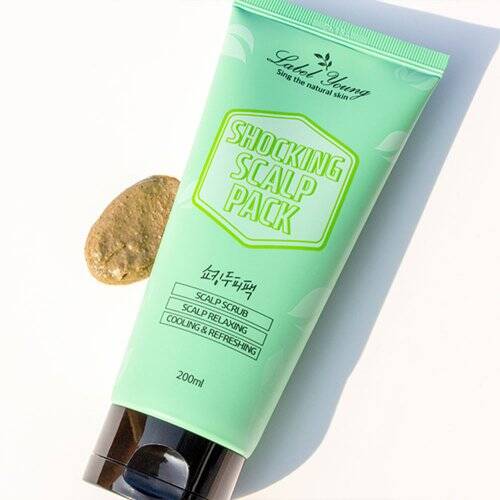 Label Young
Sing the natural skin
SHOCKING
SCALP
PACK
쇼킹두피팩
SCALP SCRUB
SCALP RELAXING
COOLING & REFRESHING
200ml